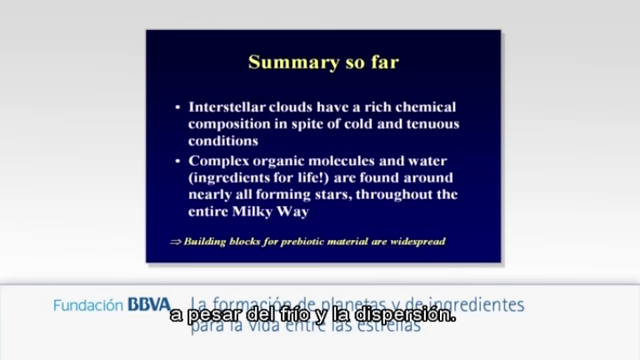 Summary so far
• Interstellar clouds have a rich chemical
composition in spite of cold and tenuous
conditions
• Complex organic molecules and water
(ingredients for life!) are found around
nearly all forming stars, throughout the
entire Milky Way
⇒ Building blocks for prebiotic material are widespread
Fundación BBVA
La formación de planetas y de ingredientes
para la vida entre las estrellas
a pesar del frío y la dispersión.